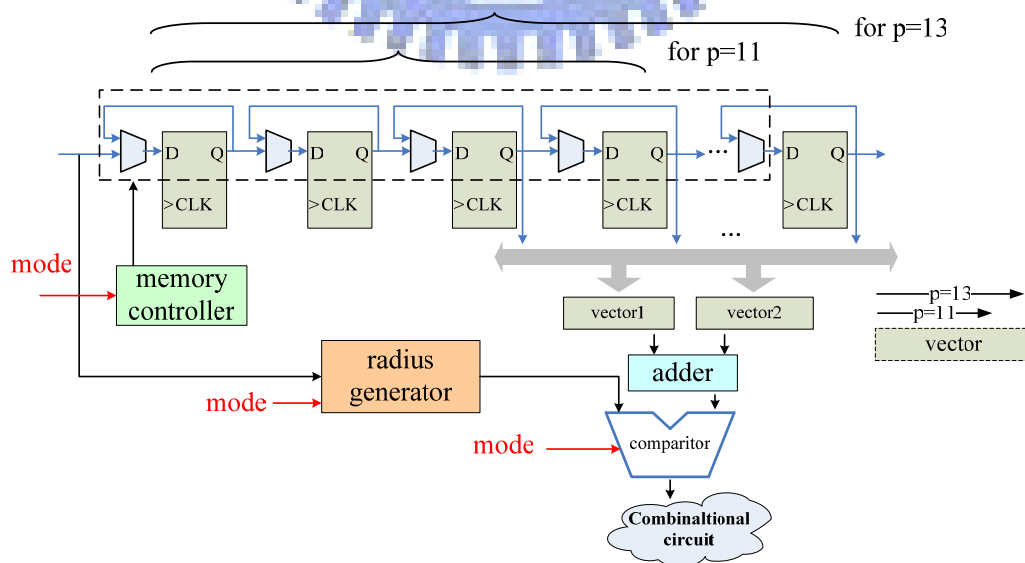 for p=13
for p=11
D Q D Q D Q D Q ... D Q
>CLK >CLK >CLK >CLK >CLK
...
mode
memory
controller
vector1 vector2
p=13
p=11
vector
radius
generator
adder
mode
mode
comparitor
Combinaltional
circuit